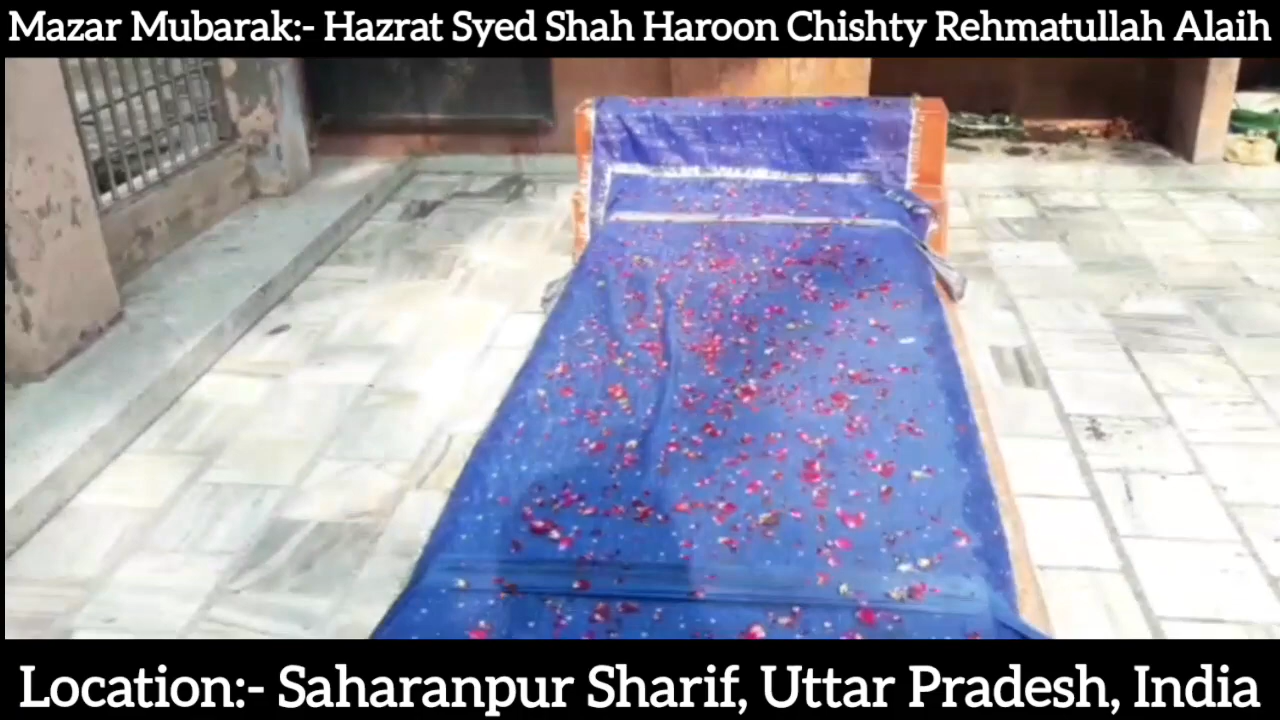 Mazar Mubarak:- Hazrat Syed Shah Haroon Chishty Rehmatullah Alaih
Location:- Saharanpur Sharif, Uttar Pradesh, India